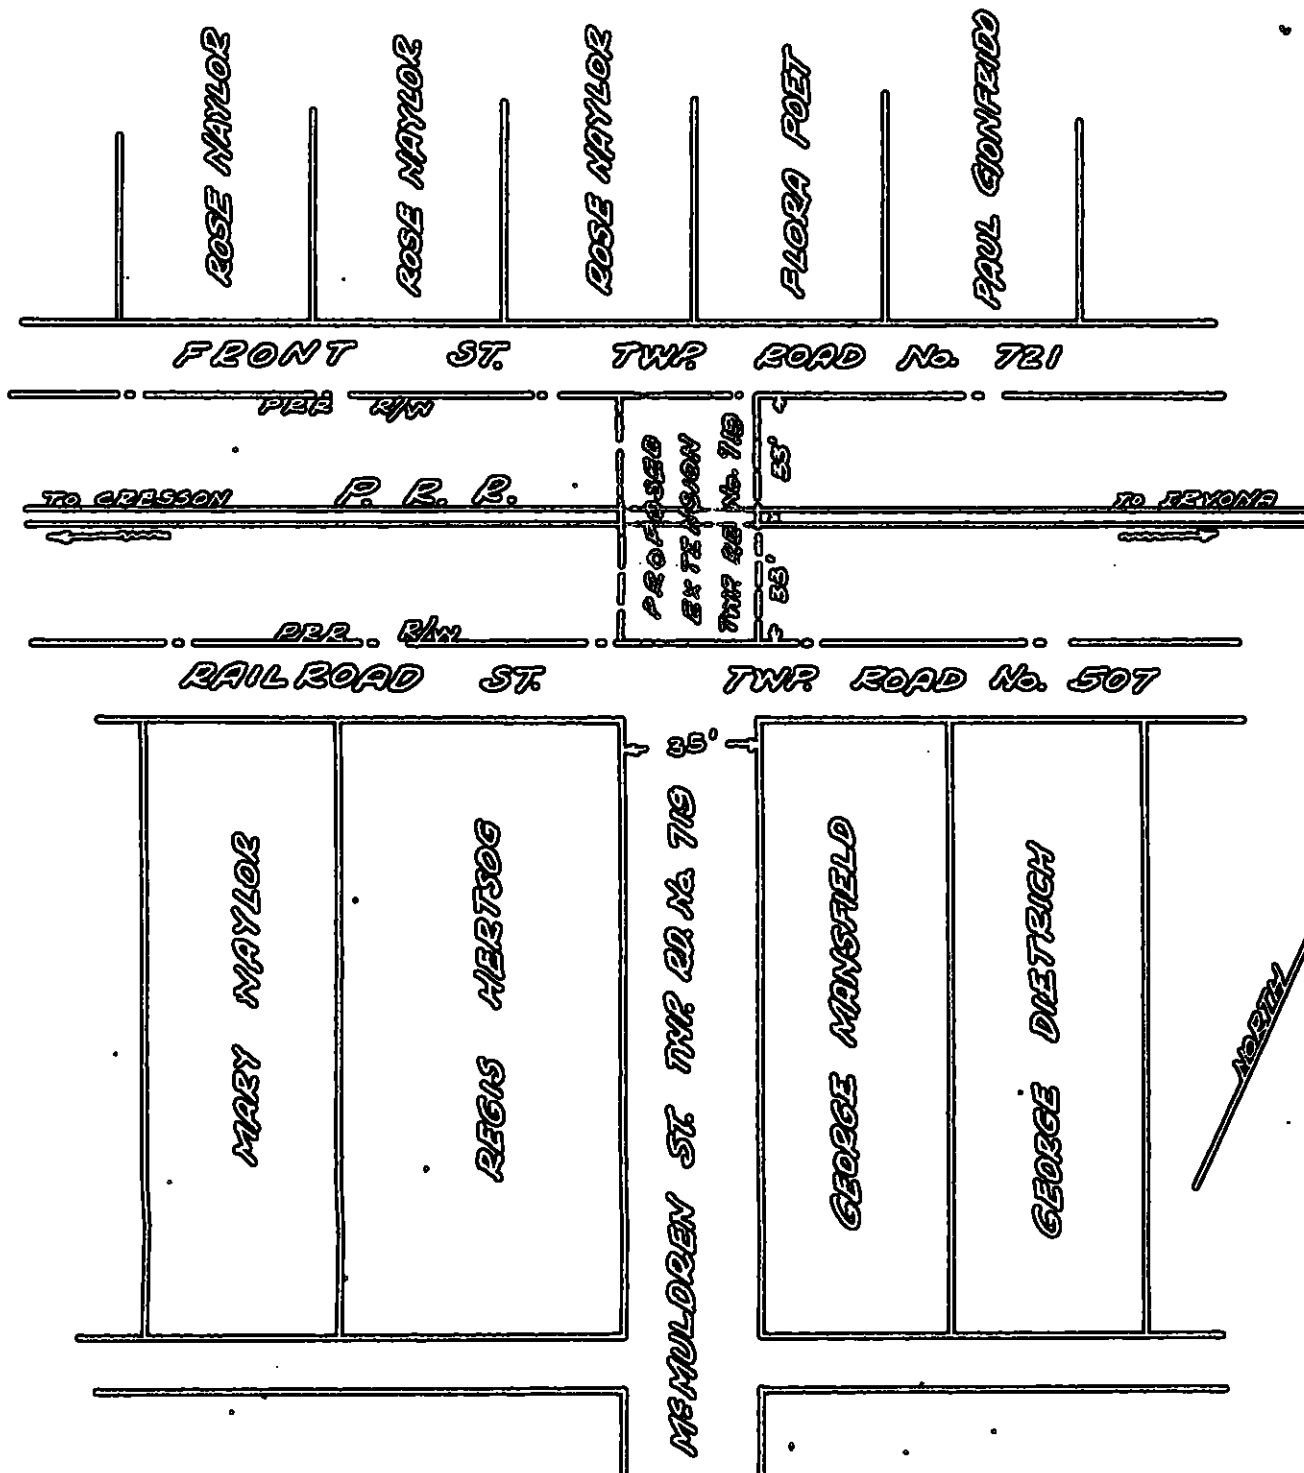 ROSE NAYLOR
ROSE NAYLOR
ROSE NAYLOR
FLORA POET
PAUL GONFRIDO
FRONT ST. TWP. ROAD No. 721
PRR R/W
PROPOSED
EXTENSION
TWP. RD No. 719
33'
TO CRESSON
P. R. R.
TO IRVONA
33'
PRR R/W
RAILROAD ST. TWP. ROAD No. 507
35'
MARY NAYLOR
REGIS HERTSOG
McMULDREN ST. TWP. RD. No. 719
GEORGE MANSFIELD
GEORGE DIETRICH
NORTH